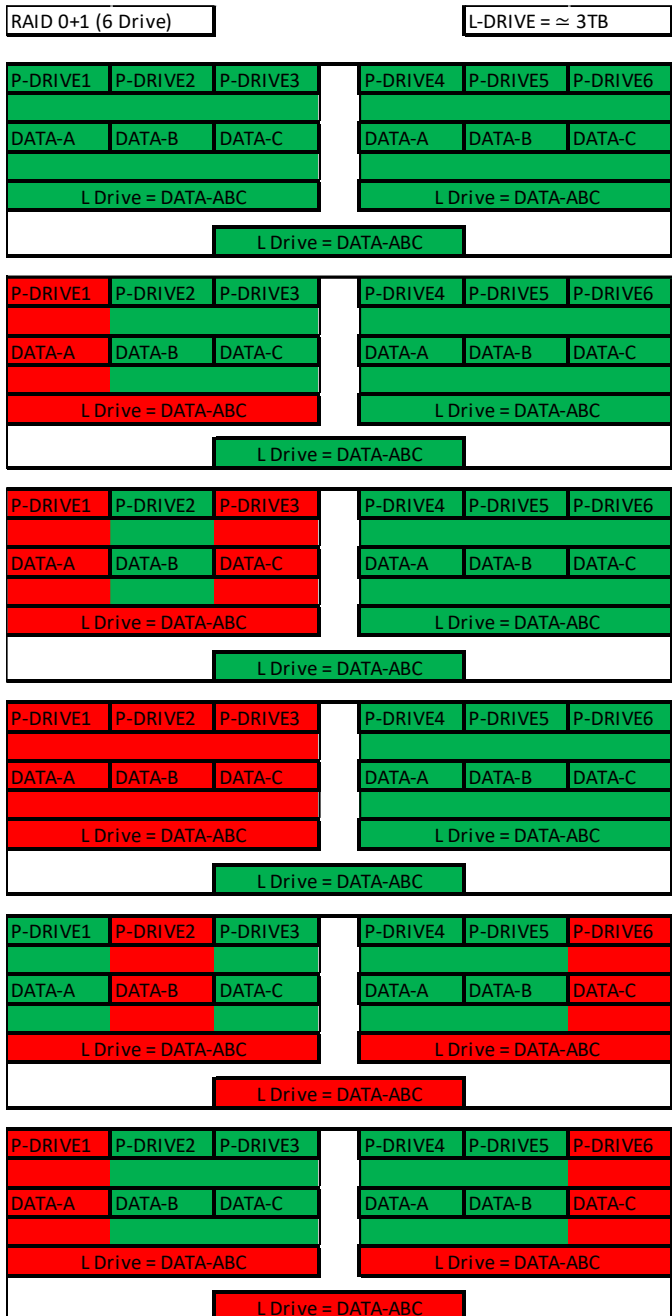 RAID 0+1 (6 Drive) L-DRIVE = ≃ 3TB
P-DRIVE1 P-DRIVE2 P-DRIVE3 P-DRIVE4 P-DRIVE5 P-DRIVE6
DATA-A DATA-B DATA-C DATA-A DATA-B DATA-C
L Drive = DATA-ABC L Drive = DATA-ABC
L Drive = DATA-ABC
P-DRIVE1 P-DRIVE2 P-DRIVE3 P-DRIVE4 P-DRIVE5 P-DRIVE6
DATA-A DATA-B DATA-C DATA-A DATA-B DATA-C
L Drive = DATA-ABC L Drive = DATA-ABC
L Drive = DATA-ABC
P-DRIVE1 P-DRIVE2 P-DRIVE3 P-DRIVE4 P-DRIVE5 P-DRIVE6
DATA-A DATA-B DATA-C DATA-A DATA-B DATA-C
L Drive = DATA-ABC L Drive = DATA-ABC
L Drive = DATA-ABC
P-DRIVE1 P-DRIVE2 P-DRIVE3 P-DRIVE4 P-DRIVE5 P-DRIVE6
DATA-A DATA-B DATA-C DATA-A DATA-B DATA-C
L Drive = DATA-ABC L Drive = DATA-ABC
L Drive = DATA-ABC
P-DRIVE1 P-DRIVE2 P-DRIVE3 P-DRIVE4 P-DRIVE5 P-DRIVE6
DATA-A DATA-B DATA-C DATA-A DATA-B DATA-C
L Drive = DATA-ABC L Drive = DATA-ABC
L Drive = DATA-ABC
P-DRIVE1 P-DRIVE2 P-DRIVE3 P-DRIVE4 P-DRIVE5 P-DRIVE6
DATA-A DATA-B DATA-C DATA-A DATA-B DATA-C
L Drive = DATA-ABC L Drive = DATA-ABC
L Drive = DATA-ABC